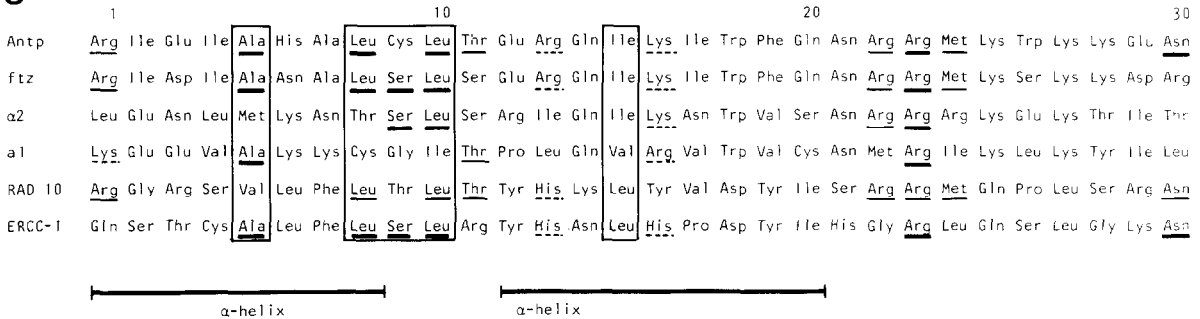 1 10 20 30
Antp Arg Ile Glu Ile Ala His Ala Leu Cys Leu Thr Glu Arg Gln Ile Lys Ile Trp Phe Gln Asn Arg Arg Met Lys Trp Lys Lys Glu Asn
ftz Arg Ile Asp Ile Ala Asn Ala Leu Ser Leu Ser Glu Arg Gln Ile Lys Ile Trp Phe Gln Asn Arg Arg Met Lys Ser Lys Lys Asp Arg
α2 Leu Glu Asn Leu Met Lys Asn Thr Ser Leu Ser Arg Ile Gln Ile Lys Asn Trp Val Ser Asn Arg Arg Arg Lys Glu Lys Thr Ile Thr
a1 Lys Glu Glu Val Ala Lys Lys Cys Gly Ile Thr Pro Leu Gln Val Arg Val Trp Val Cys Asn Met Arg Ile Lys Leu Lys Tyr Ile Leu
RAD 10 Arg Gly Arg Ser Val Leu Phe Leu Thr Leu Thr Tyr His Lys Leu Tyr Val Asp Tyr Ile Ser Arg Arg Met Gln Pro Leu Ser Arg Asn
ERCC-1 Gln Ser Thr Cys Ala Leu Phe Leu Ser Leu Arg Tyr His Asn Leu His Pro Asp Tyr Ile His Gly Arg Leu Gln Ser Leu Gly Lys Asn
α-helix α-helix